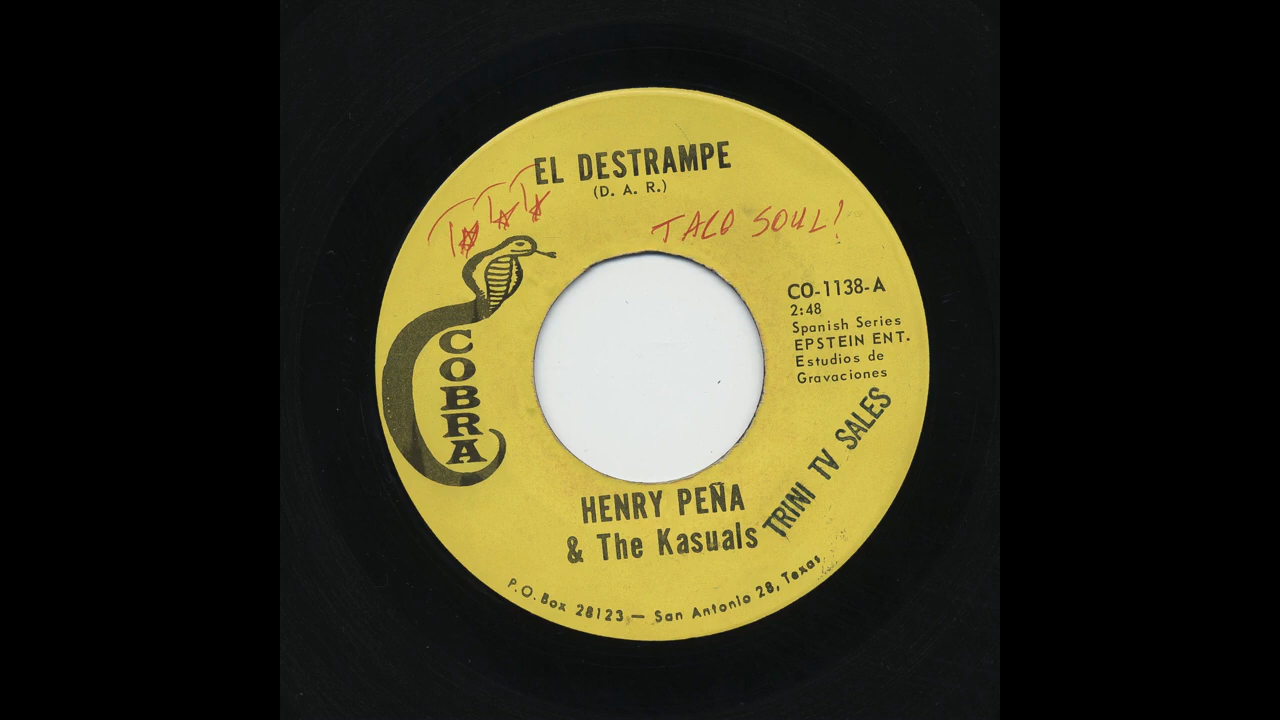 EL DESTRAMPE
(D. A. R.)
TACO SOUL!
CO-1138-A
2:48
Spanish Series
EPSTEIN ENT.
Estudios de
Gravaciones
COBRA
TRINI TV SALES
HENRY PEÑA
& The Kasuals
P.O. Box 28123 — San Antonio 28, Texas